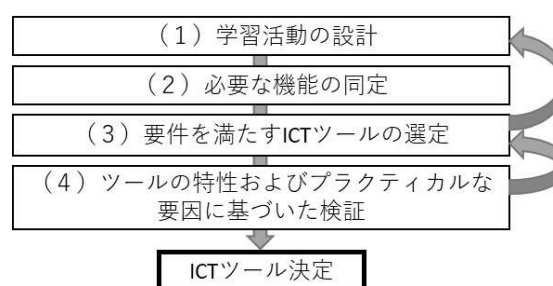 （１）学習活動の設計
（２）必要な機能の同定
（３）要件を満たすICTツールの選定
（４）ツールの特性およびプラクティカルな
要因に基づいた検証
ICTツール決定